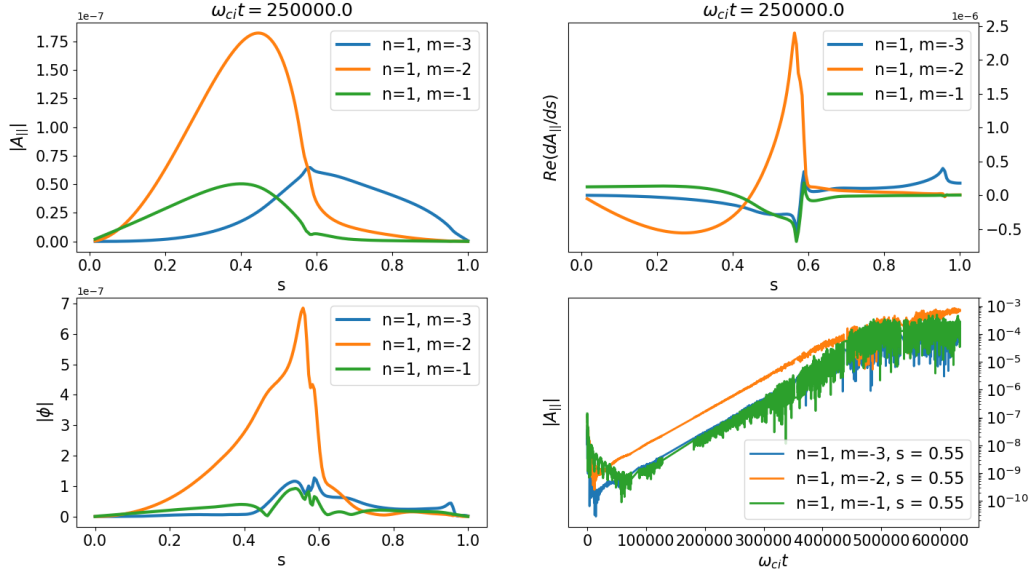 1e-7
ω_{ci}t = 250000.0
|A_{||}|
1.75
1.50
1.25
1.00
0.75
0.50
0.25
0.00
n=1, m=-3
n=1, m=-2
n=1, m=-1
0.0 0.2 0.4 0.6 0.8 1.0
s
ω_{ci}t = 250000.0
1e-6
Re(dA_{||}/ds)
n=1, m=-3
n=1, m=-2
n=1, m=-1
2.5
2.0
1.5
1.0
0.5
0.0
−0.5
0.0 0.2 0.4 0.6 0.8 1.0
s
1e-7
|ϕ|
7
6
5
4
3
2
1
0
n=1, m=-3
n=1, m=-2
n=1, m=-1
0.0 0.2 0.4 0.6 0.8 1.0
s
|A_{||}|
n=1, m=-3, s = 0.55
n=1, m=-2, s = 0.55
n=1, m=-1, s = 0.55
10^{−3}
10^{−4}
10^{−5}
10^{−6}
10^{−7}
10^{−8}
10^{−9}
10^{−10}
0 100000 200000 300000 400000 500000 600000
ω_{ci}t